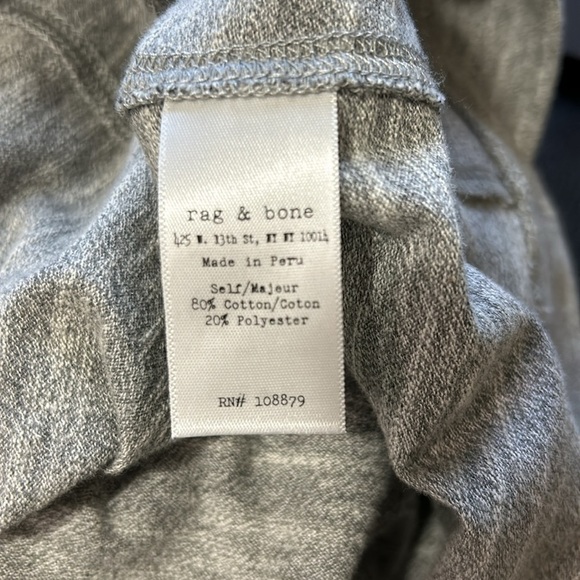 rag & bone
425 W. 13th St, NY NY 10014
Made in Peru
Self/Majeur
80% Cotton/Coton
20% Polyester
RN# 108879